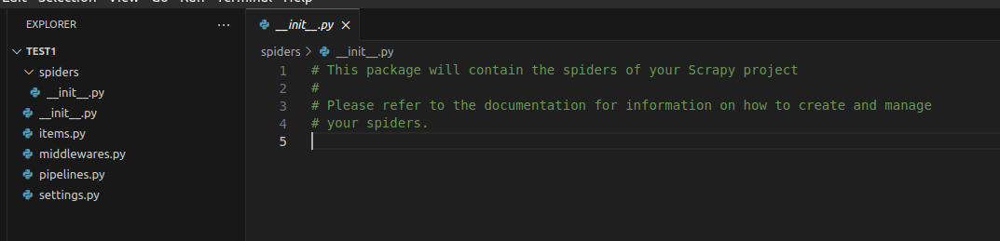 Edit Selection View Go Run Terminal Help
EXPLORER
...
TEST1
spiders
__init__.py
__init__.py
items.py
middlewares.py
pipelines.py
settings.py
__init__.py
spiders > __init__.py
1 # This package will contain the spiders of your Scrapy project
2 #
3 # Please refer to the documentation for information on how to create and manage
4 # your spiders.
5